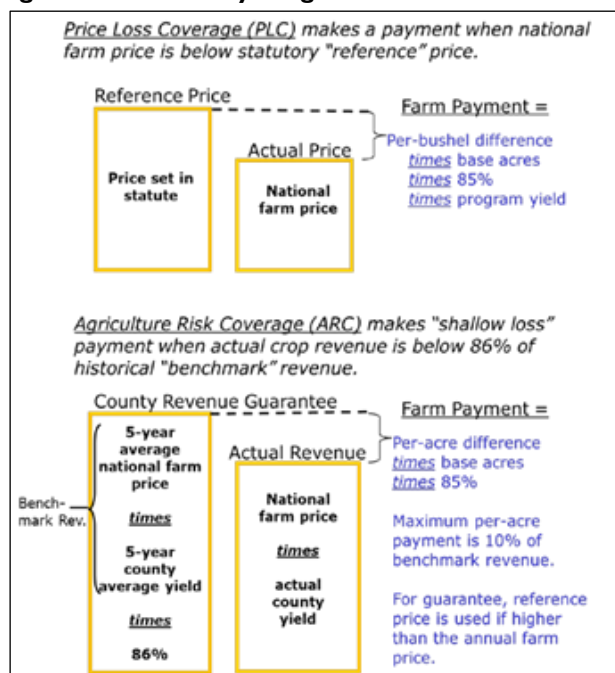 Price Loss Coverage (PLC) makes a payment when national
farm price is below statutory “reference” price.
Reference Price
Farm Payment =
Actual Price
Per-bushel difference
times base acres
times 85%
times program yield
Price set in
statute
National
farm price
Agriculture Risk Coverage (ARC) makes “shallow loss”
payment when actual crop revenue is below 86% of
historical “benchmark” revenue.
County Revenue Guarantee
Farm Payment =
5-year
average
national farm
price
times
5-year
county
average yield
times
86%
Bench-
mark Rev.
Actual Revenue
National
farm price
times
actual
county
yield
Per-acre difference
times base acres
times 85%
Maximum per-acre
payment is 10% of
benchmark revenue.
For guarantee, reference
price is used if higher
than the annual farm
price.